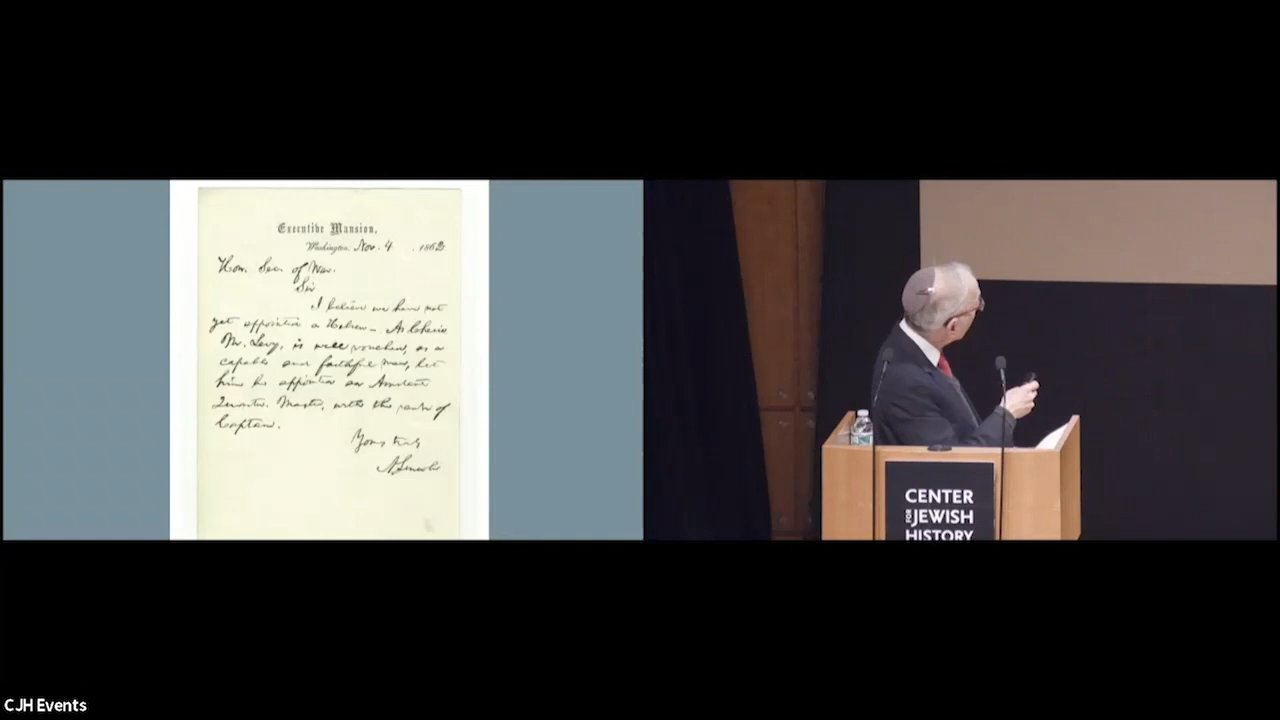 Executive Mansion,
Washington, Nov. 4, 1862
Hon. Sec. of War.
Sir
I believe we have not
yet appointed a Hebrew — As Cherie
M. Levy, is well vouched, as a
capable and faithful man, let
him be appointed an Assistant
Quarter-Master, with the rank of
Captain.
Yours truly
A. Lincoln
CENTER
FOR JEWISH
HISTORY
CJH Events